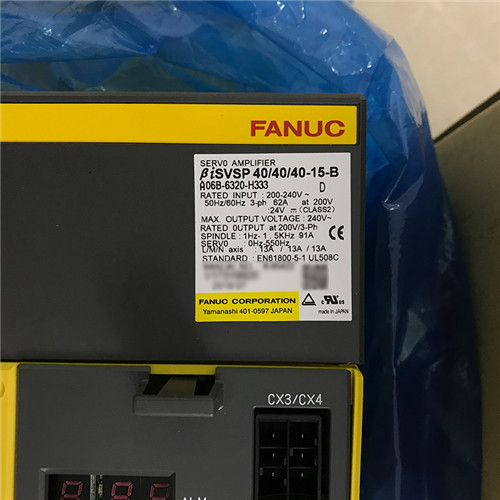 FANUC
SERVO AMPLIFIER
βiSVSP 40/40/40-15-B
A06B-6320-H333 D
RATED INPUT : 200-240V~
50Hz/60Hz 3-ph 62A at 200V
24V ⎓ (CLASS2)
MAX. OUTPUT VOLTAGE : 240V~
RATED OUTPUT at200V/3-Ph
SPINDLE : 1Hz-1.5KHz 91A
SERVO : 0Hz-550Hz
L/M/N axis : 13A / 13A / 13A
STANDARD : EN61800-5-1 UL508C
CE
FANUC CORPORATION
Yamanashi 401-0597 JAPAN
made in JAPAN
CX3/CX4
ALM